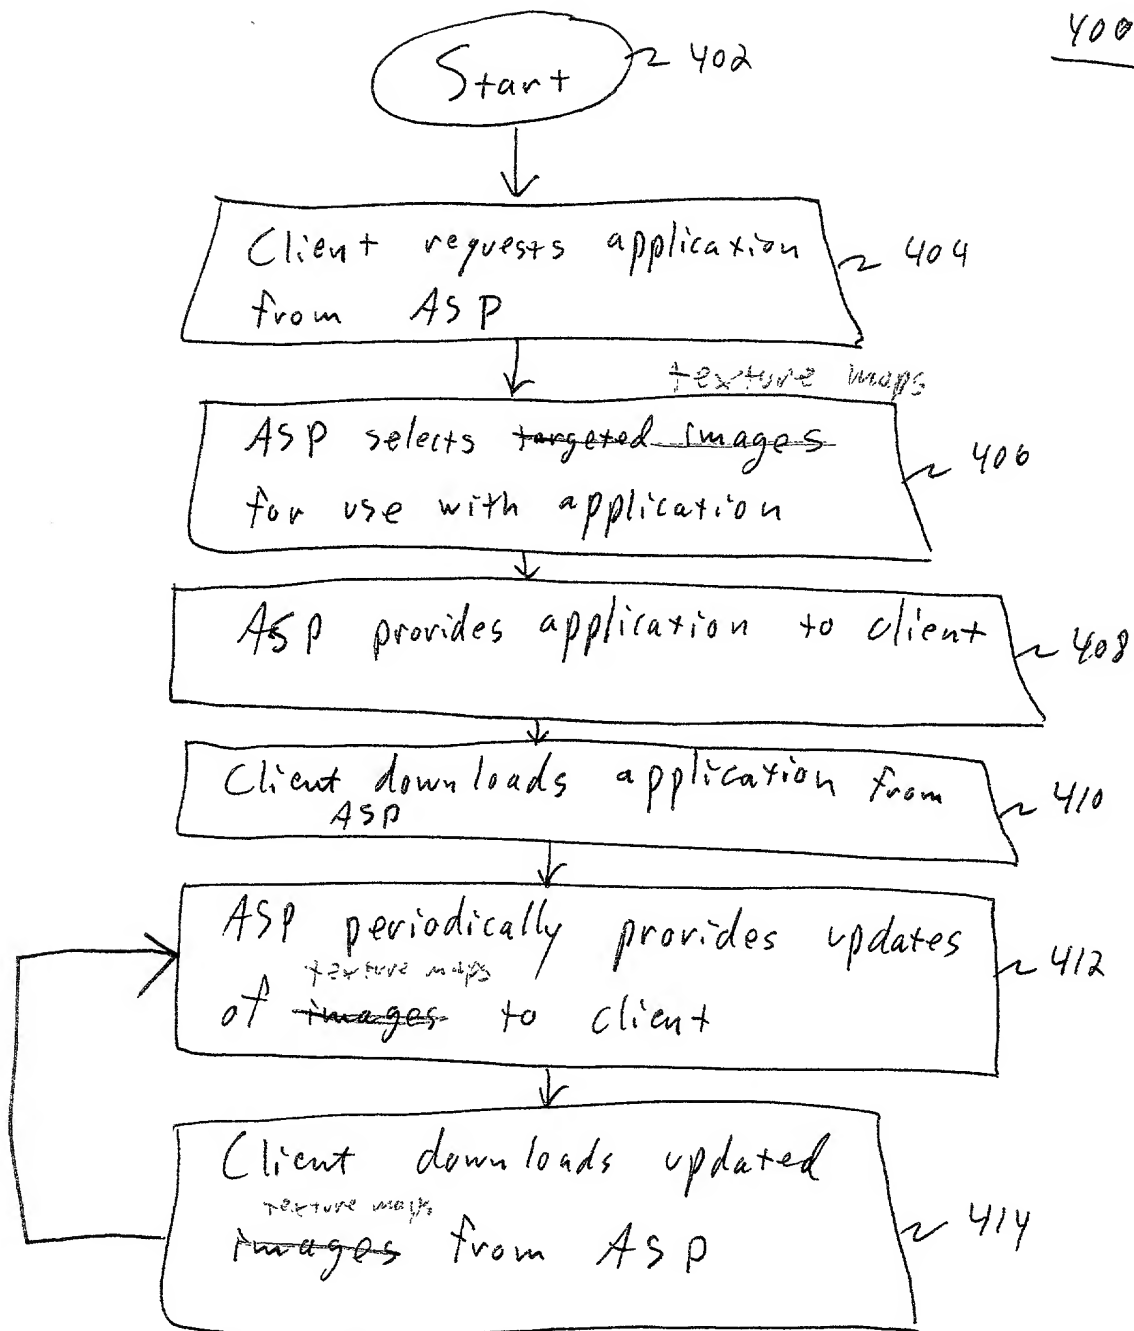 400
Start 402
Client requests application 404
from ASP
texture maps
ASP selects ~~targeted images~~ 406
for use with application
ASP provides application to client 408
Client downloads application from 410
ASP
ASP periodically provides updates 412
texture maps
of ~~images~~ to client
Client downloads updated
texture maps
~~images~~ from ASP 414